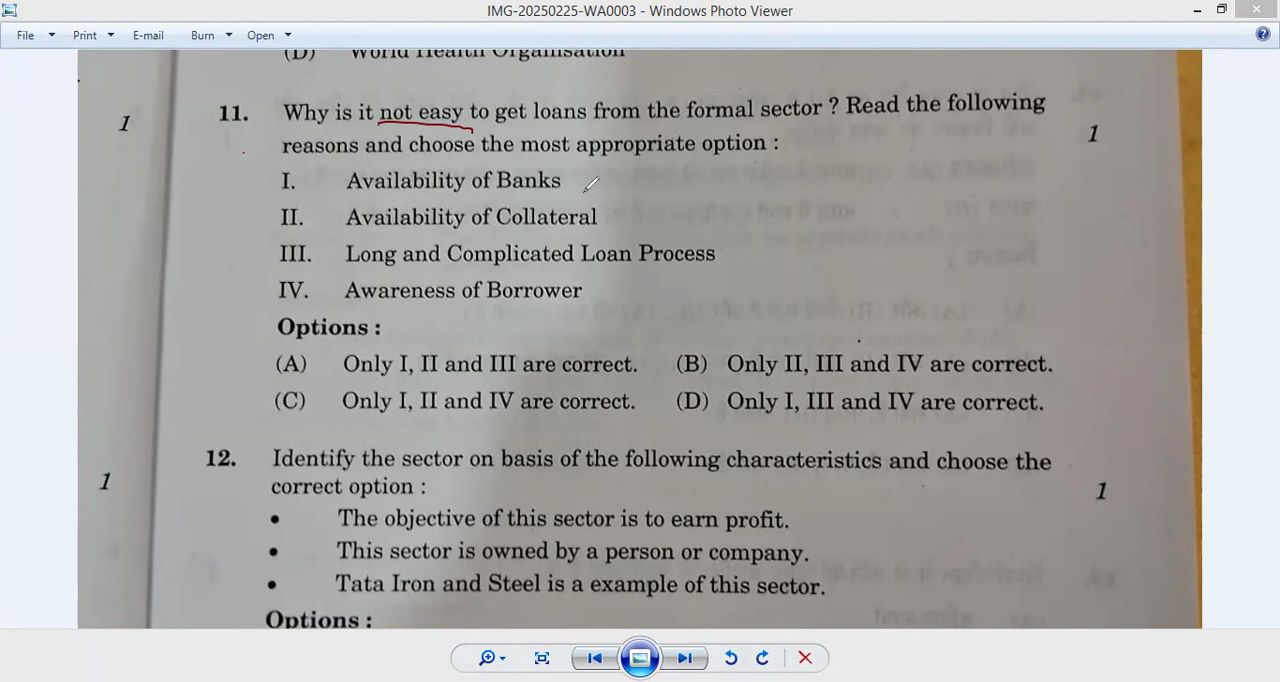 IMG-20250225-WA0003 - Windows Photo Viewer
File Print E-mail Burn Open
(D) World Health Organisation
11. Why is it not easy to get loans from the formal sector ? Read the following
1 1
reasons and choose the most appropriate option :
I. Availability of Banks
II. Availability of Collateral
III. Long and Complicated Loan Process
IV. Awareness of Borrower
Options :
(A) Only I, II and III are correct. (B) Only II, III and IV are correct.
(C) Only I, II and IV are correct. (D) Only I, III and IV are correct.
12. Identify the sector on basis of the following characteristics and choose the
1 1
correct option :
• The objective of this sector is to earn profit.
• This sector is owned by a person or company.
• Tata Iron and Steel is a example of this sector.
Options :